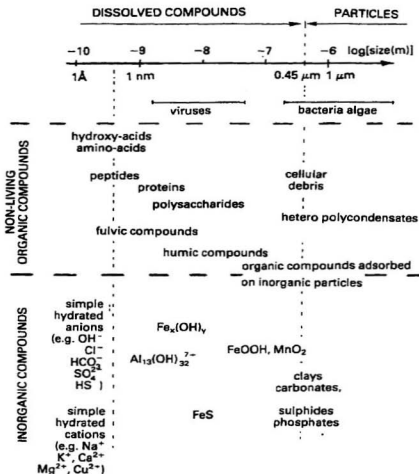 DISSOLVED COMPOUNDS PARTICLES
-10 -9 -8 -7 -6 log[size(m)]
1Å 1 nm 0.45 μm 1 μm
viruses bacteria algae
NON-LIVING
ORGANIC COMPOUNDS
hydroxy-acids
amino-acids
peptides
proteins
polysaccharides
cellular
debris
hetero polycondensates
fulvic compounds
humic compounds
organic compounds adsorbed
on inorganic particles
INORGANIC COMPOUNDS
simple
hydrated
anions
(e.g. OH⁻
Cl⁻
HCO₃⁻
SO₄²⁻
HS⁻)
Feₓ(OH)ᵧ
Al₁₃(OH)₃₂⁷⁻
FeOOH, MnO₂
clays
carbonates,
FeS
sulphides
phosphates
simple
hydrated
cations
(e.g. Na⁺
K⁺, Ca²⁺
Mg²⁺, Cu²⁺)